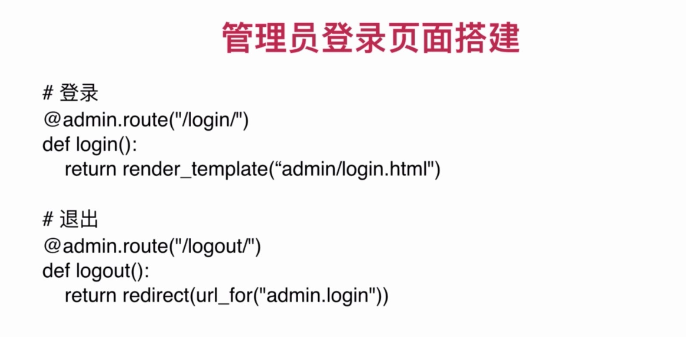 管理员登录页面搭建
# 登录
@admin.route("/login/")
def login():
return render_template(“admin/login.html")
# 退出
@admin.route("/logout/")
def logout():
return redirect(url_for("admin.login"))